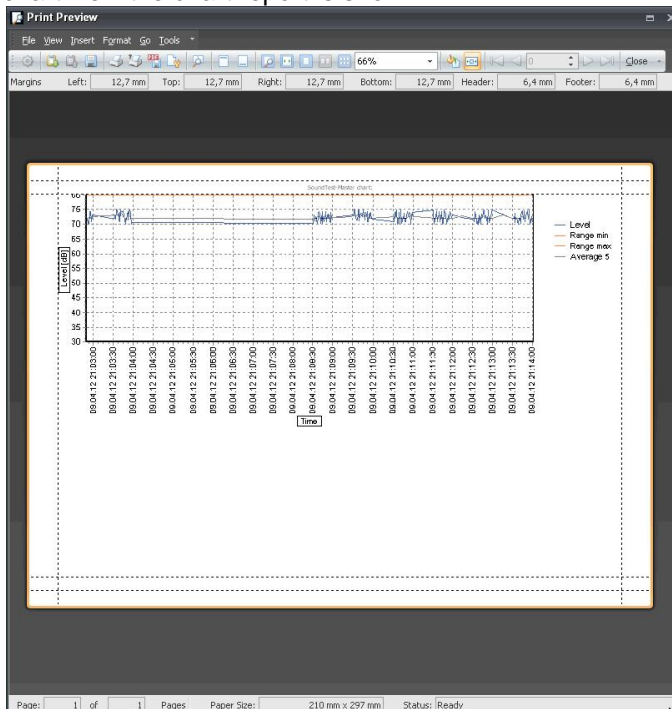 Print Preview
File View Insert Format Go Tools
66% 0 Close
Margins Left: 12,7 mm Top: 12,7 mm Right: 12,7 mm Bottom: 12,7 mm Header: 6,4 mm Footer: 6,4 mm
SoundTest-Master chart:
75
70
65
60
55
50
45
40
35
30
Level [dB]
Level
Range min
Range max
Average 5
09.04.12 21:03:00
09.04.12 21:03:30
09.04.12 21:04:00
09.04.12 21:04:30
09.04.12 21:05:00
09.04.12 21:05:30
09.04.12 21:06:00
09.04.12 21:06:30
09.04.12 21:07:00
09.04.12 21:07:30
09.04.12 21:08:00
09.04.12 21:08:30
09.04.12 21:09:00
09.04.12 21:09:30
09.04.12 21:10:00
09.04.12 21:10:30
09.04.12 21:11:00
09.04.12 21:11:30
09.04.12 21:12:00
09.04.12 21:12:30
09.04.12 21:13:00
09.04.12 21:13:30
09.04.12 21:14:00
Time
Page: 1 of 1 Pages Paper Size: 210 mm x 297 mm Status: Ready